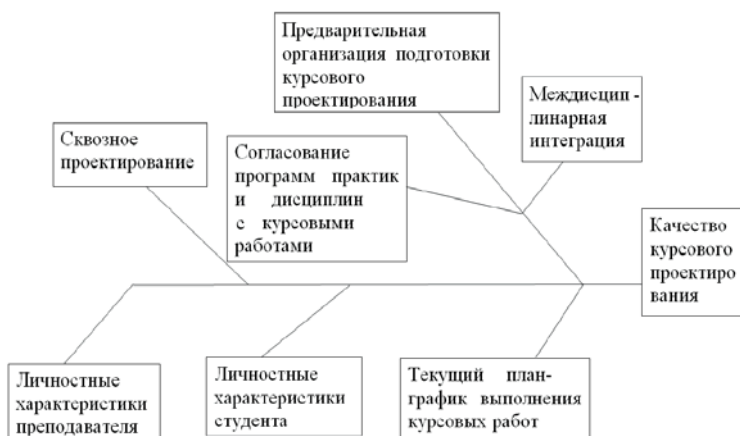 Предварительная
организация подготовки
курсового
проектирования
Междисцип -
линарная
интеграция
Сквозное
проектирование
Согласование
программ практик
и дисциплин
с курсовыми
работами
Качество
курсового
проектиро
вания
Личностные
характеристики
преподавателя
Личностные
характеристики
студента
Текущий план-
график выполнения
курсовых работ